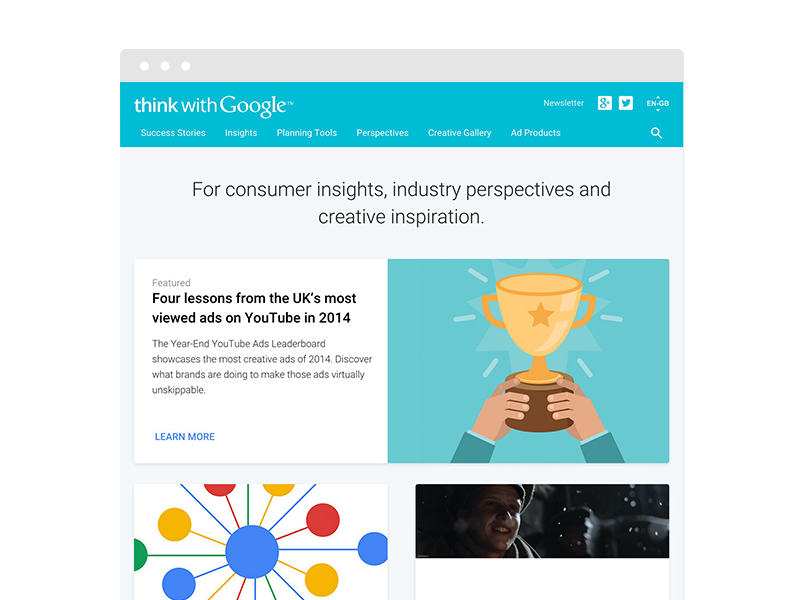 think with Google™
Newsletter
g+
EN-GB
Success Stories
Insights
Planning Tools
Perspectives
Creative Gallery
Ad Products
For consumer insights, industry perspectives and
creative inspiration.
Featured
Four lessons from the UK's most
viewed ads on YouTube in 2014
The Year-End YouTube Ads Leaderboard
showcases the most creative ads of 2014. Discover
what brands are doing to make those ads virtually
unskippable.
LEARN MORE